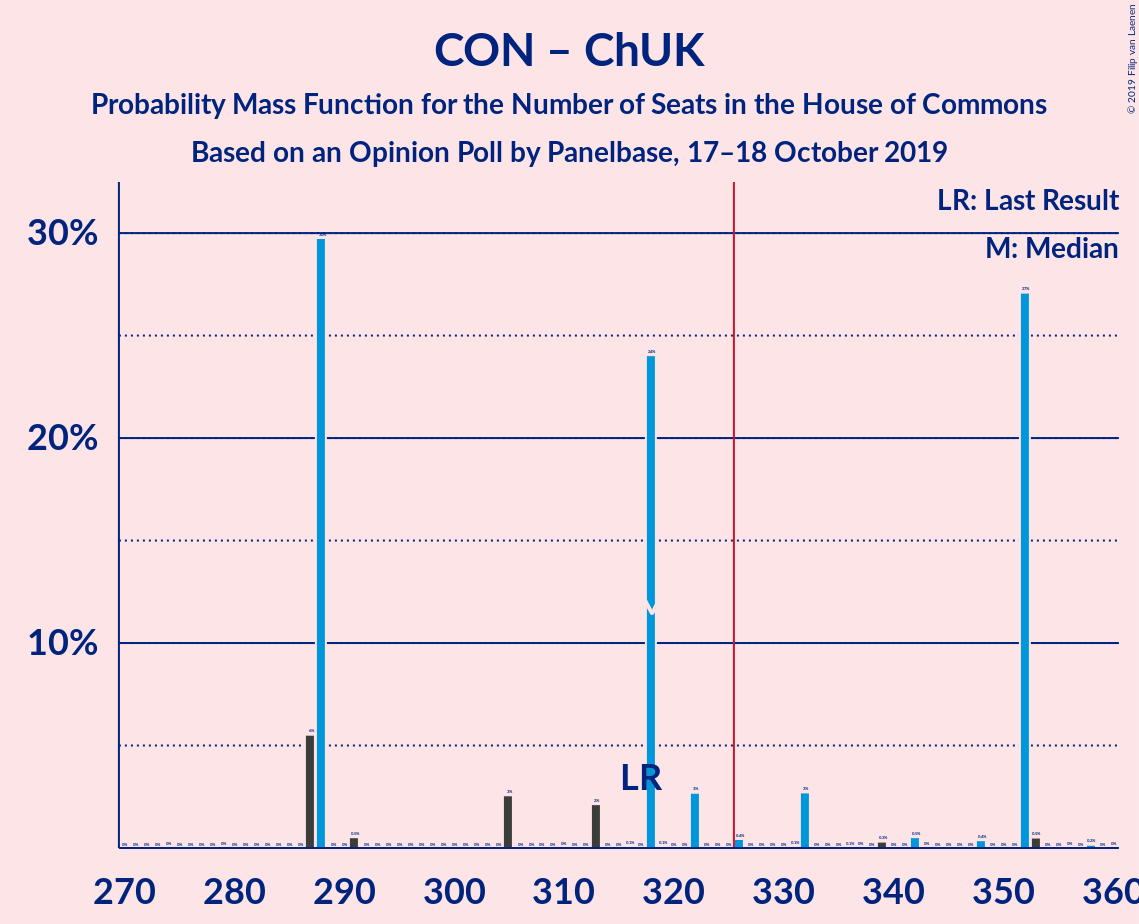 CON – ChUK
Probability Mass Function for the Number of Seats in the House of Commons
Based on an Opinion Poll by Panelbase, 17–18 October 2019
© 2019 Filip van Laenen
LR: Last Result
M: Median
30%
20%
10%
M
LR
270 280 290 300 310 320 330 340 350 360